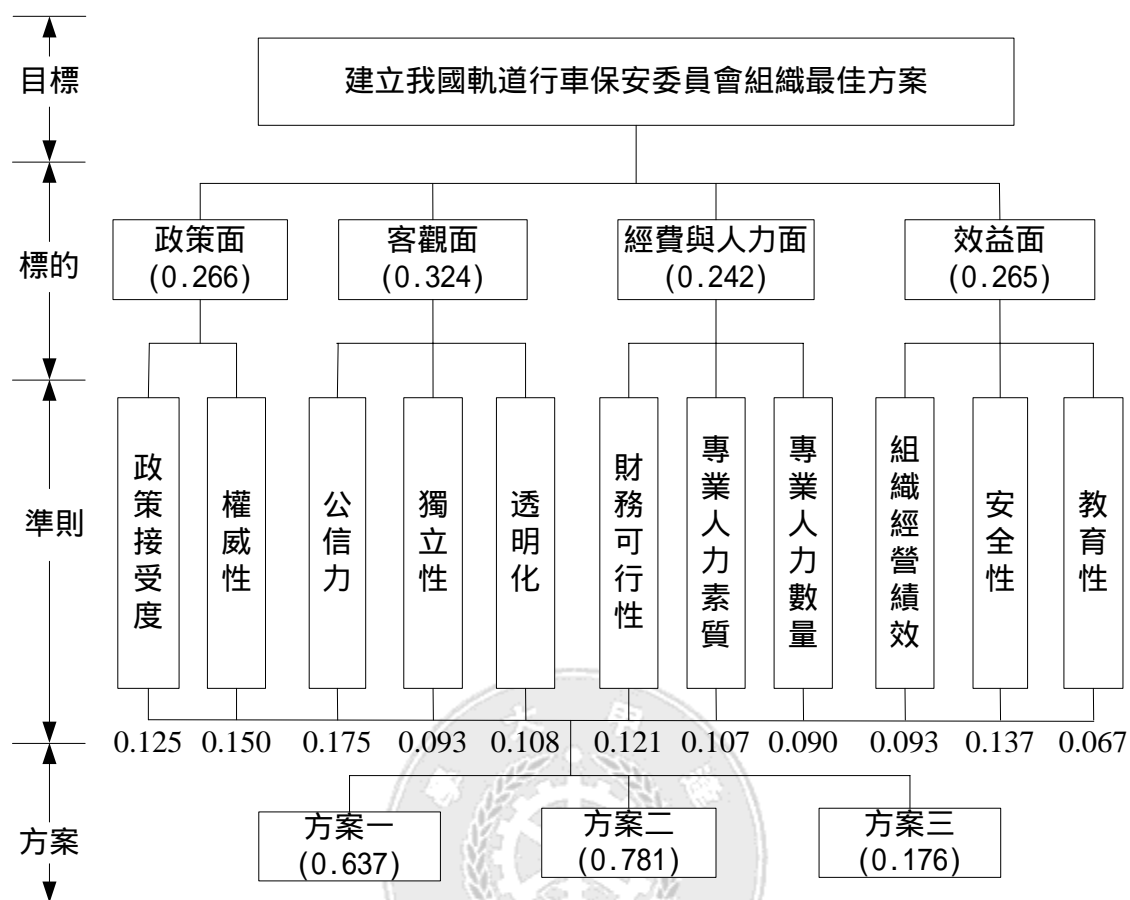 目標
建立我國軌道行車保安委員會組織最佳方案
標的
政策面
(0.266)
客觀面
(0.324)
經費與人力面
(0.242)
效益面
(0.265)
準則
政策接受度
權威性
公信力
獨立性
透明化
財務可行性
專業人力素質
專業人力數量
組織經營績效
安全性
教育性
0.125 0.150 0.175 0.093 0.108 0.121 0.107 0.090 0.093 0.137 0.067
方案
方案一
(0.637)
方案二
(0.781)
方案三
(0.176)